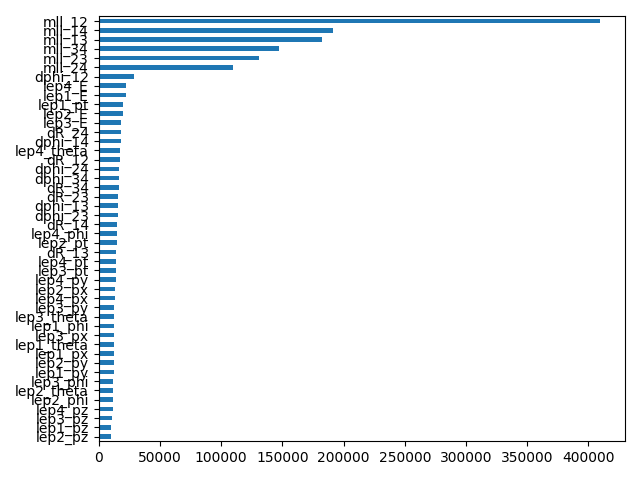 mll_12
mll_14
mll_13
mll_34
mll_23
mll_24
dphi_12
lep4_E
lep1_E
lep1_pt
lep2_E
lep3_E
dR_24
dphi_14
lep4_theta
dR_12
dphi_24
dphi_34
dR_34
dR_23
dphi_13
dphi_23
dR_14
lep4_phi
lep2_pt
dR_13
lep4_pt
lep3_pt
lep4_py
lep2_px
lep4_px
lep3_py
lep3_theta
lep1_phi
lep3_px
lep1_theta
lep1_px
lep2_py
lep1_py
lep3_phi
lep2_theta
lep2_phi
lep4_pz
lep3_pz
lep1_pz
lep2_pz
0 50000 100000 150000 200000 250000 300000 350000 400000